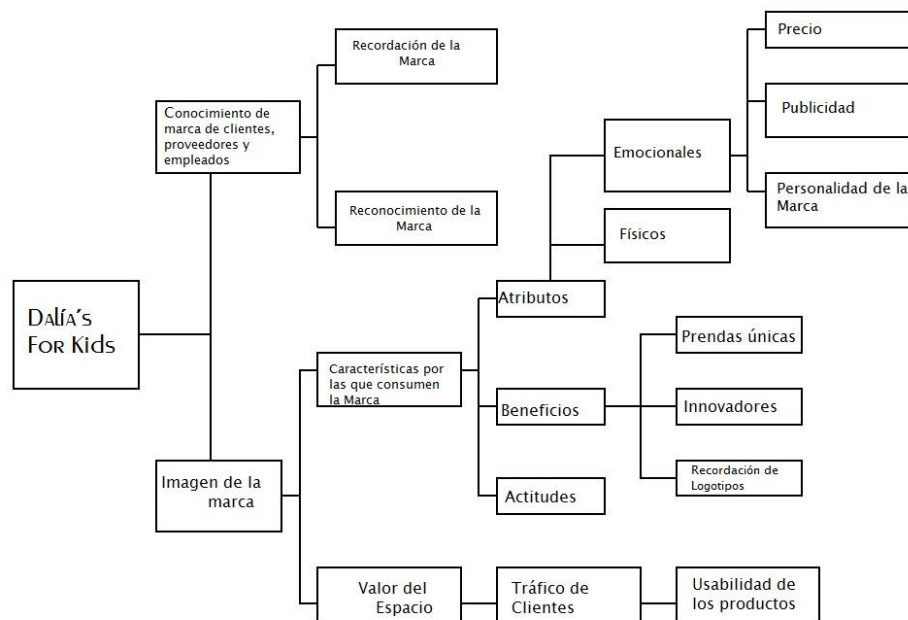 Dalía's
For Kids
Conocimiento de
marca de clientes,
proveedores y
empleados
Recordación de la
Marca
Reconocimiento de la
Marca
Imagen de la
marca
Características por
las que consumen
la Marca
Atributos
Emocionales
Precio
Publicidad
Personalidad de la
Marca
Físicos
Beneficios
Prendas únicas
Innovadores
Recordación de
Logotipos
Actitudes
Valor del
Espacio
Tráfico de
Clientes
Usabilidad de
los productos